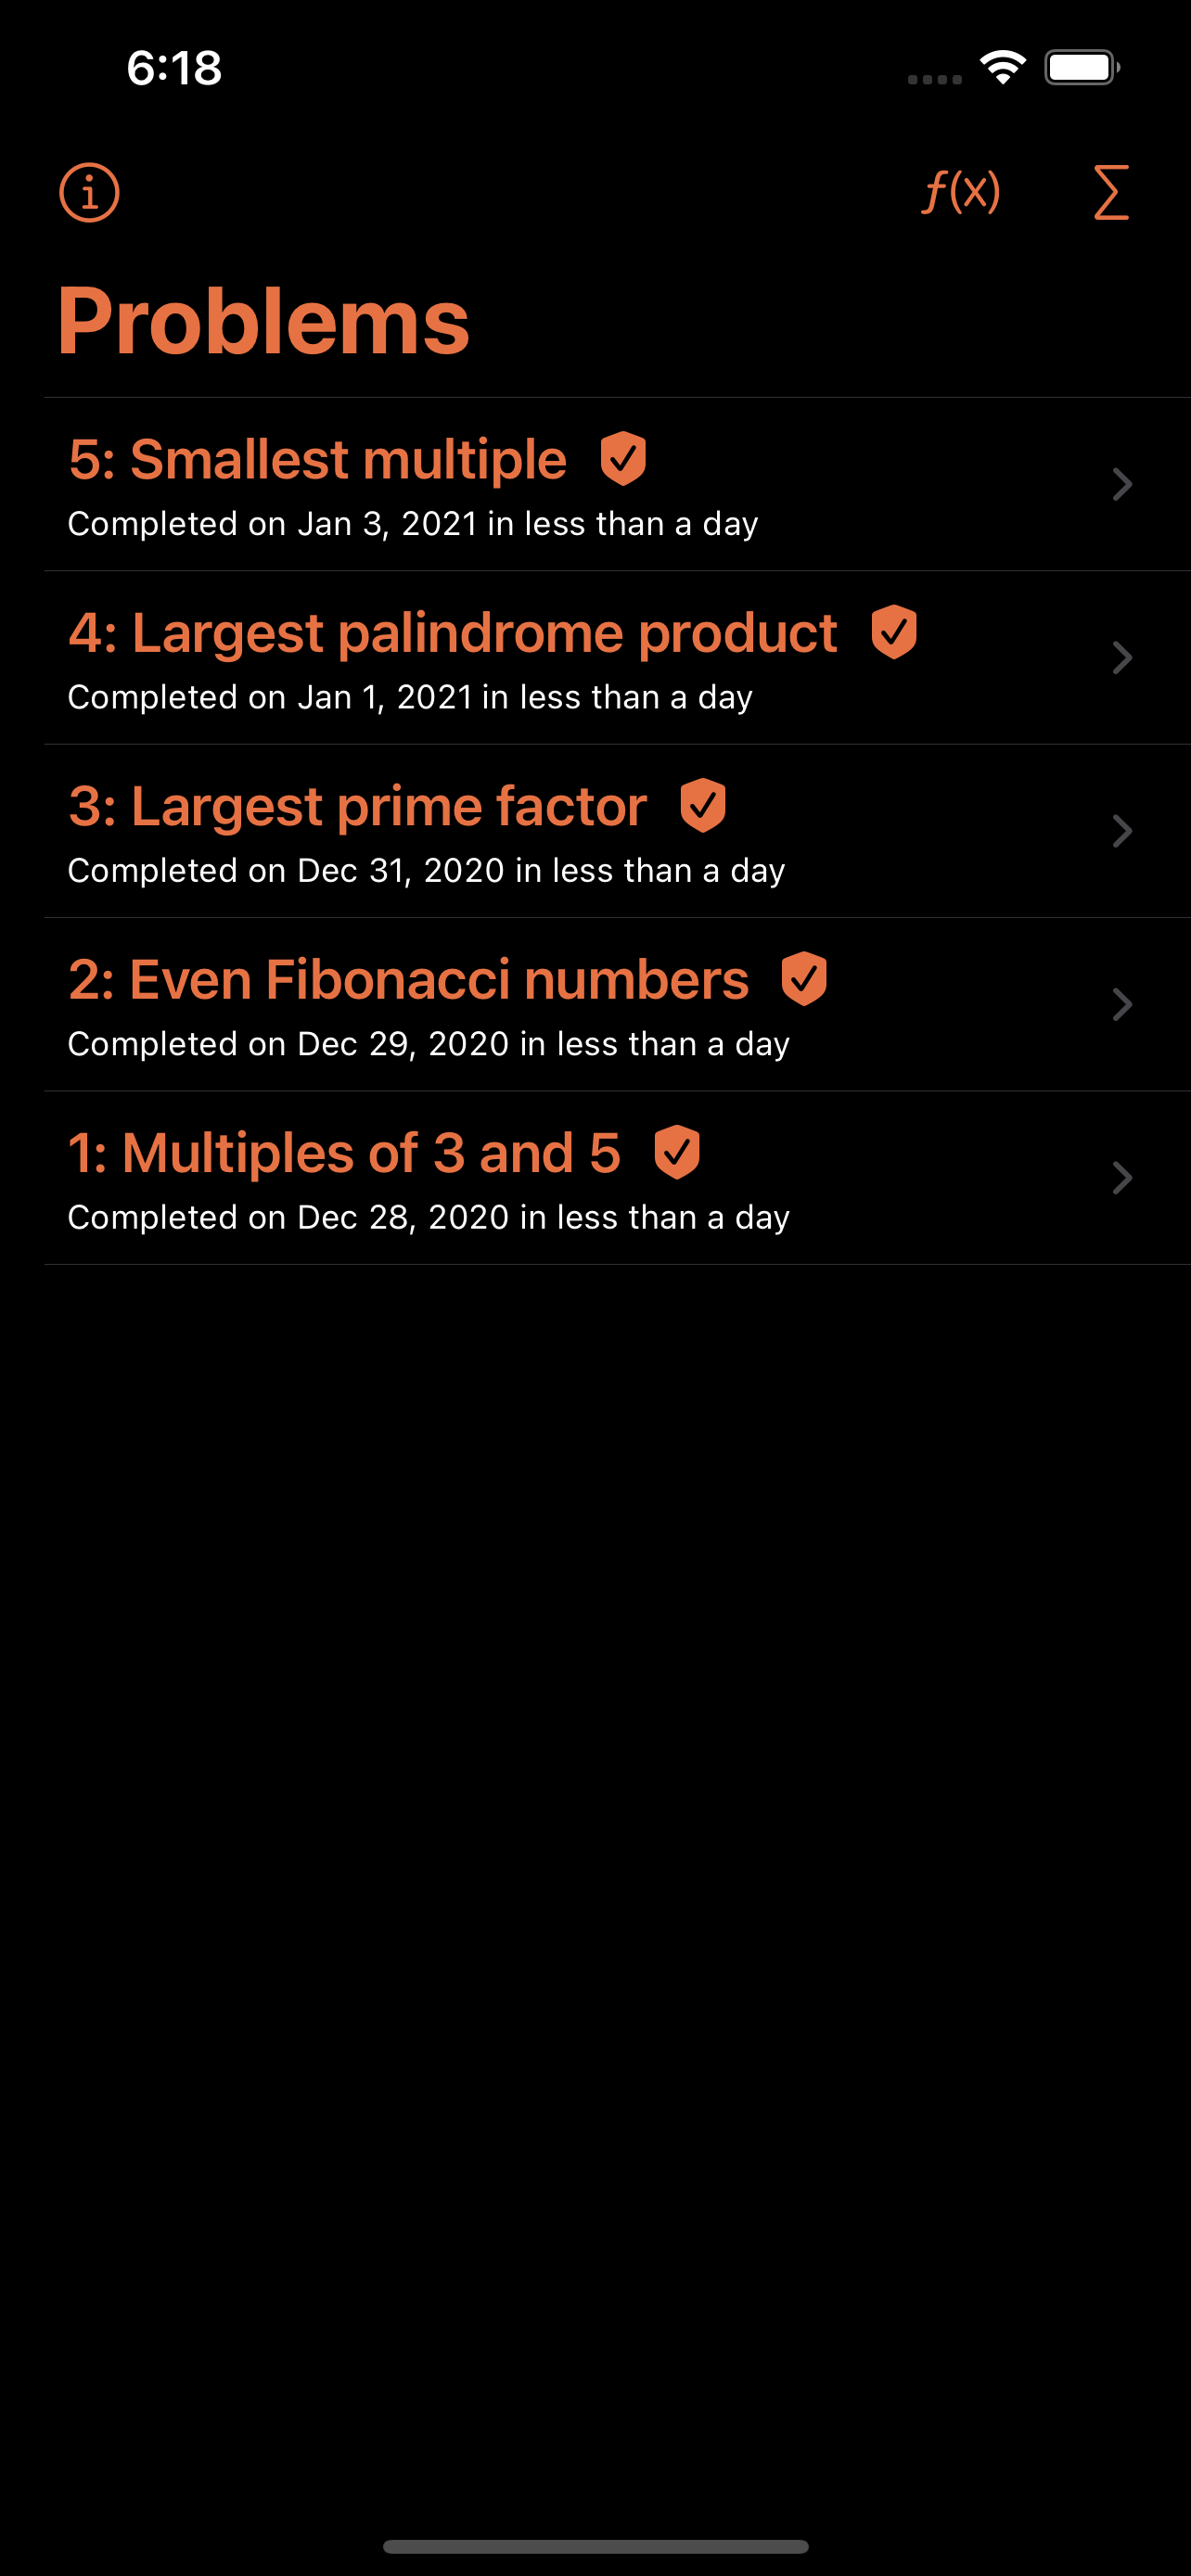 6:18
f(x) Σ
Problems
5: Smallest multiple
Completed on Jan 3, 2021 in less than a day
4: Largest palindrome product
Completed on Jan 1, 2021 in less than a day
3: Largest prime factor
Completed on Dec 31, 2020 in less than a day
2: Even Fibonacci numbers
Completed on Dec 29, 2020 in less than a day
1: Multiples of 3 and 5
Completed on Dec 28, 2020 in less than a day